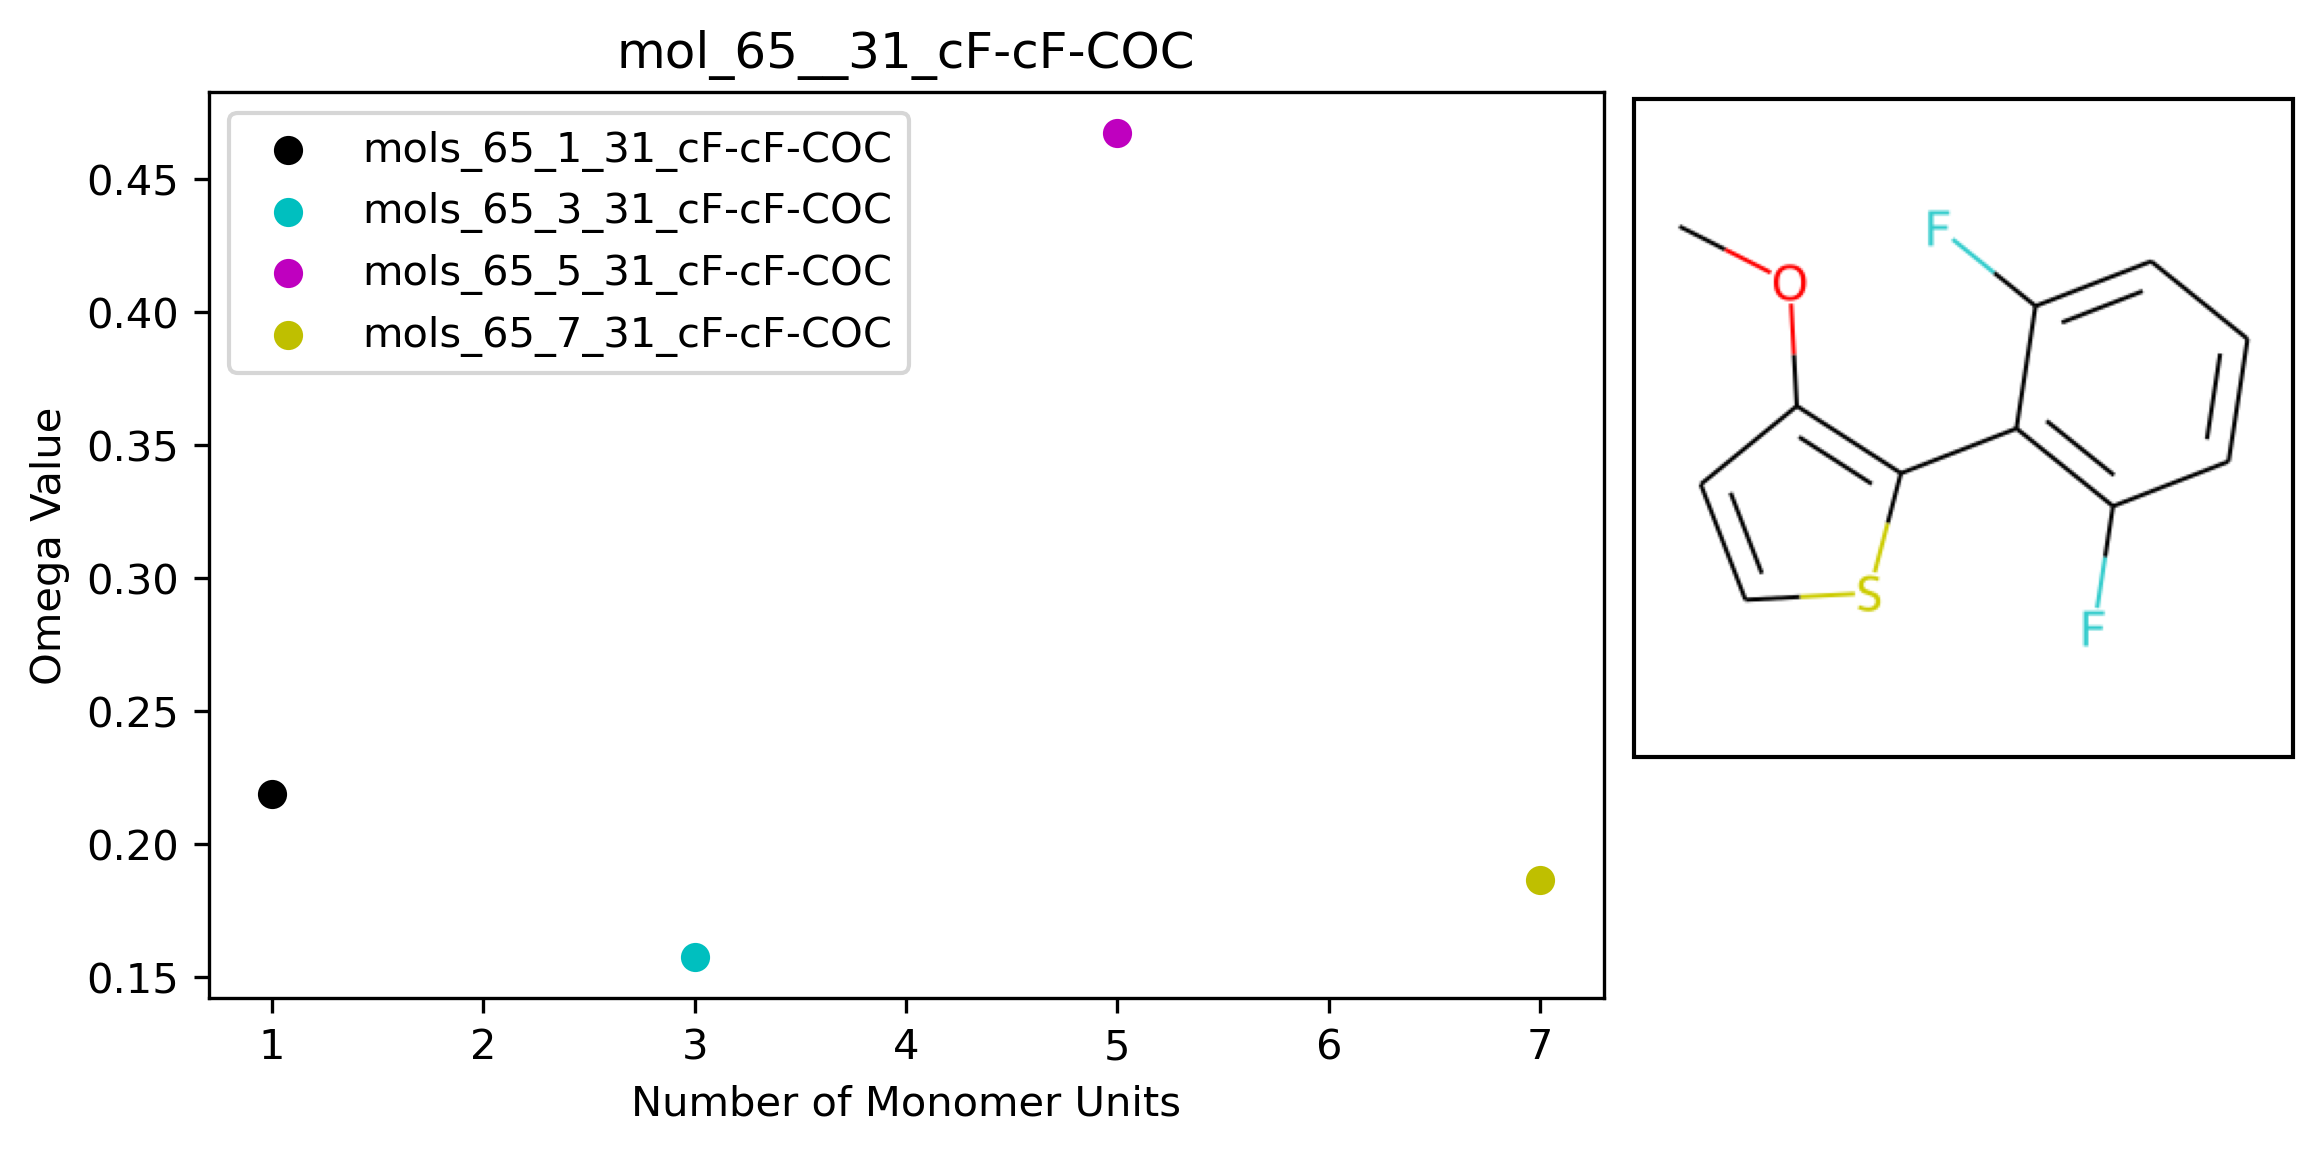 mol_65__31_cF-cF-COC
mols_65_1_31_cF-cF-COC
mols_65_3_31_cF-cF-COC
mols_65_5_31_cF-cF-COC
mols_65_7_31_cF-cF-COC
Omega Value
0.45
0.40
0.35
0.30
0.25
0.20
0.15
1 2 3 4 5 6 7
Number of Monomer Units
F
O
S
F